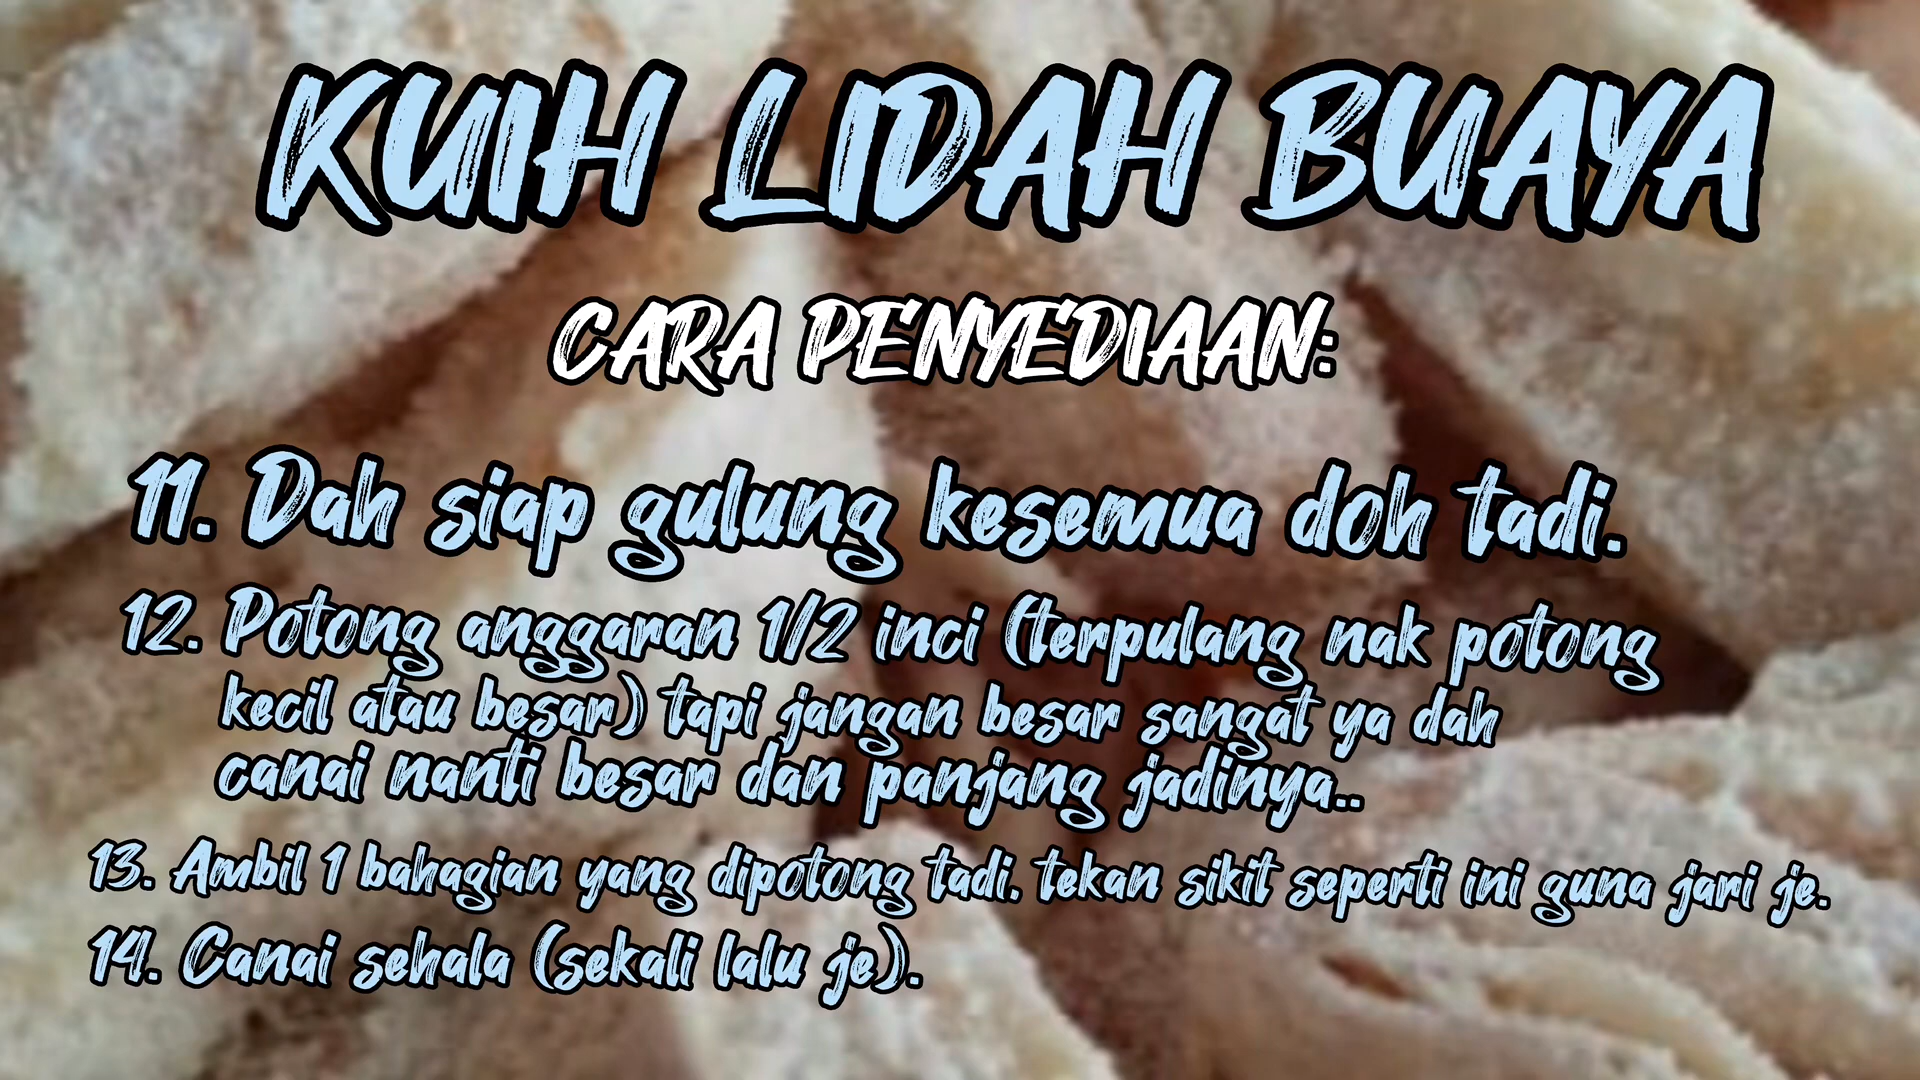 KUIH LIDAH BUAYA
CARA PENYEDIAAN:
11. Dah siap gulung kesemua doh tadi.
12. Potong anggaran 1/2 inci (terpulang nak potong
kecil atau besar) tapi jangan besar sangat ya dah
canai nanti besar dan panjang jadinya..
13. Ambil 1 bahagian yang dipotong tadi. tekan sikit seperti ini guna jari je.
14. Canai sehala (sekali lalu je).